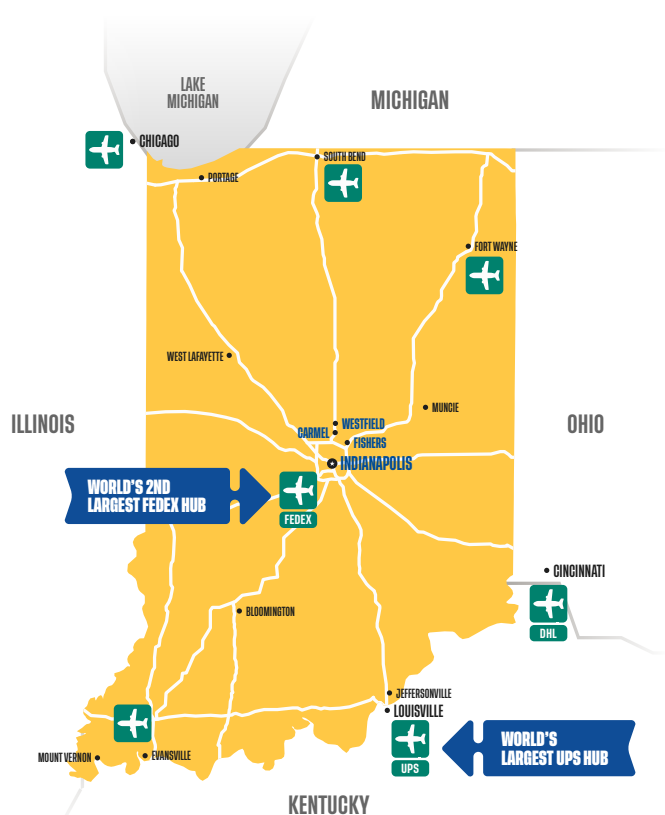 LAKE
MICHIGAN
MICHIGAN
CHICAGO
SOUTH BEND
PORTAGE
FORT WAYNE
WEST LAFAYETTE
MUNCIE
ILLINOIS
OHIO
WESTFIELD
CARMEL
FISHERS
INDIANAPOLIS
WORLD'S 2ND
LARGEST FEDEX HUB
FEDEX
CINCINNATI
DHL
BLOOMINGTON
JEFFERSONVILLE
LOUISVILLE
WORLD'S
LARGEST UPS HUB
UPS
MOUNT VERNON
EVANSVILLE
KENTUCKY